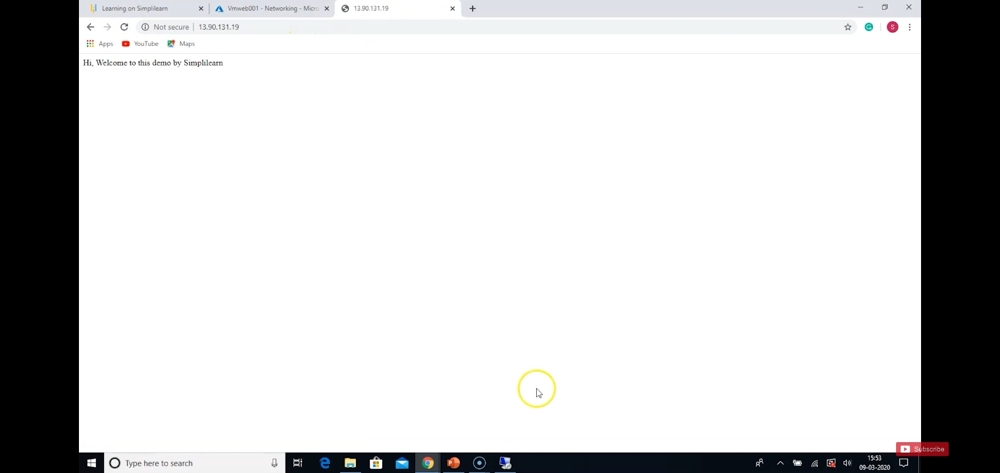 Learning on Simplilearn
Vmweb001 - Networking - Micro
13.90.131.19
Not secure
13.90.131.19
S
Apps
YouTube
Maps
Hi, Welcome to this demo by Simplilearn
Subscribe
Type here to search
15:53
09-03-2020